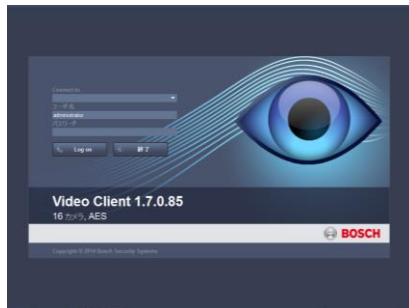 Connect to
ユーザ名
administrator
パスワード
Log on
終了
Video Client 1.7.0.85
16 カメラ, AES
BOSCH
Copyright © 2014 Bosch Security Systems